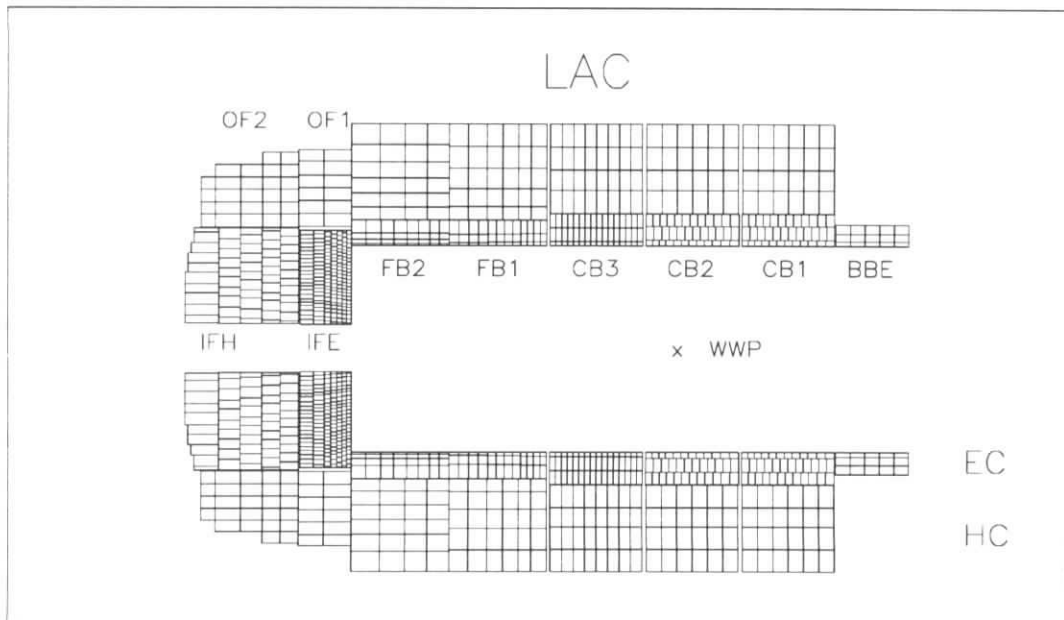 LAC
OF2 OF1
FB2 FB1 CB3 CB2 CB1 BBE
IFH IFE
x WWP
EC
HC